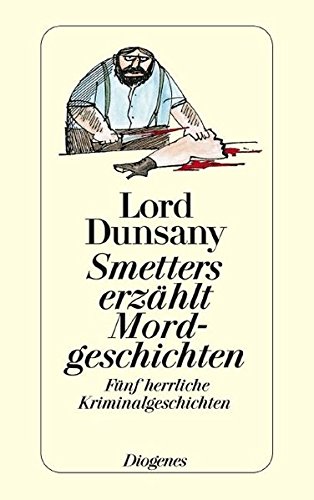 Lord
Dunsany
Smetters
erzählt
Mord-
geschichten
Fünf herrliche
Kriminalgeschichten
Diogenes